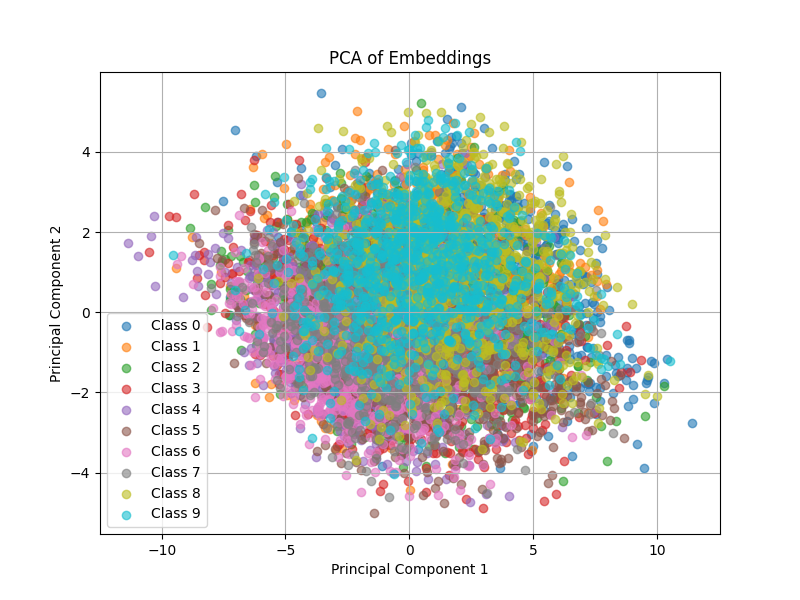 PCA of Embeddings
Principal Component 2
4
2
0
−2
−4
Class 0
Class 1
Class 2
Class 3
Class 4
Class 5
Class 6
Class 7
Class 8
Class 9
−10
−5
0
5
10
Principal Component 1